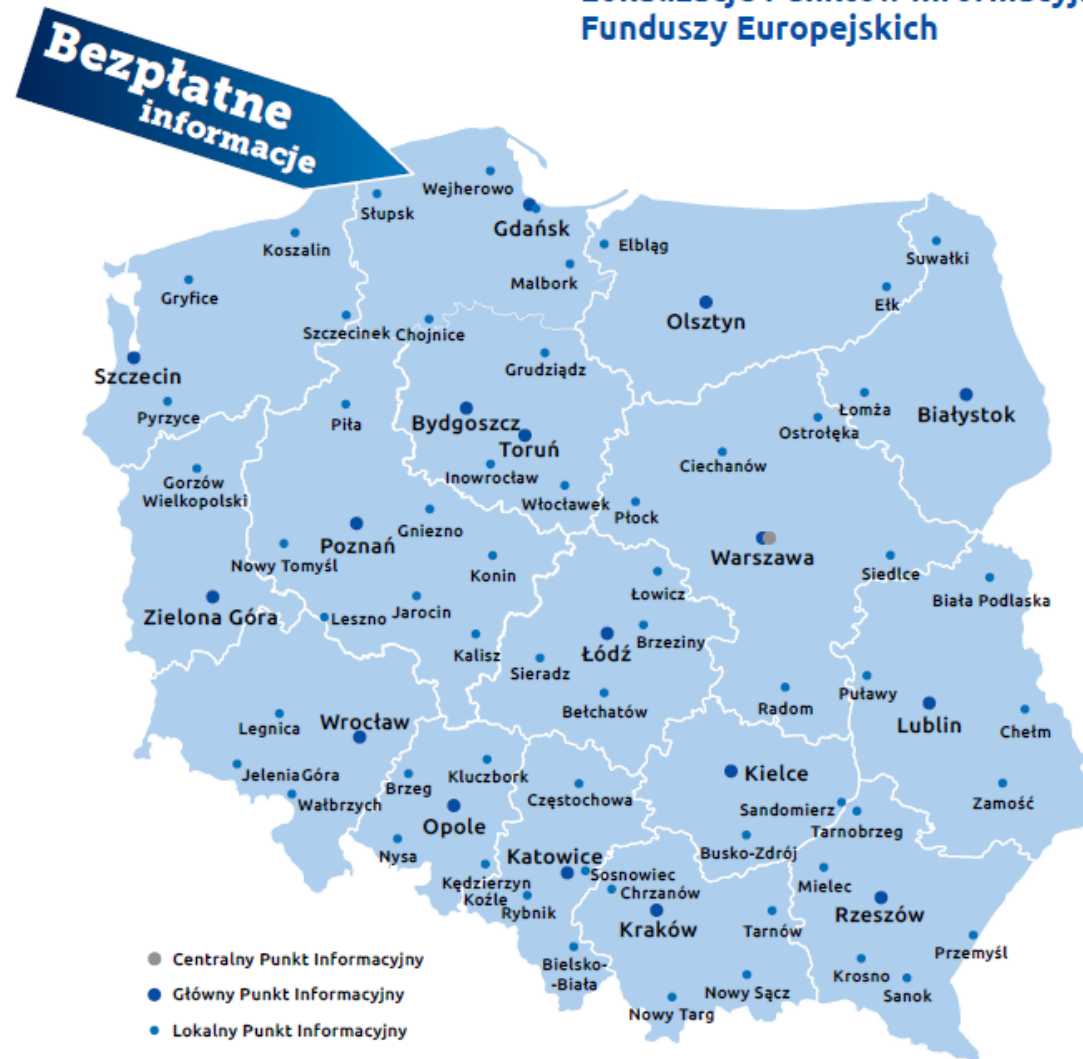 Funduszy Europejskich
Bezpłatne
informacje
Wejherowo
Słupsk
Gdańsk
Koszalin
Elbląg
Suwałki
Malbork
Gryfice
Ełk
Szczecinek
Chojnice
Olsztyn
Grudziądz
Szczecin
Pyrzyce
Piła
Bydgoszcz
Toruń
Łomża
Białystok
Ostrołęka
Ciechanów
Gorzów
Wielkopolski
Inowrocław
Włocławek
Płock
Gniezno
Poznań
Nowy Tomyśl
Konin
Warszawa
Siedlce
Łowicz
Biała Podlaska
Zielona Góra
Leszno
Jarocin
Kalisz
Łódź
Brzeziny
Sieradz
Bełchatów
Radom
Puławy
Lublin
Chełm
Legnica
Wrocław
Jelenia Góra
Wałbrzych
Brzeg
Kluczbork
Częstochowa
Kielce
Zamość
Sandomierz
Tarnobrzeg
Opole
Nysa
Busko-Zdrój
Katowice
Sosnowiec
Chrzanów
Kędzierzyn
Koźle
Rybnik
Mielec
Rzeszów
Kraków
Tarnów
Przemyśl
Bielsko-
-Biała
Krosno
Sanok
Nowy Sącz
Nowy Targ
Centralny Punkt Informacyjny
Główny Punkt Informacyjny
Lokalny Punkt Informacyjny